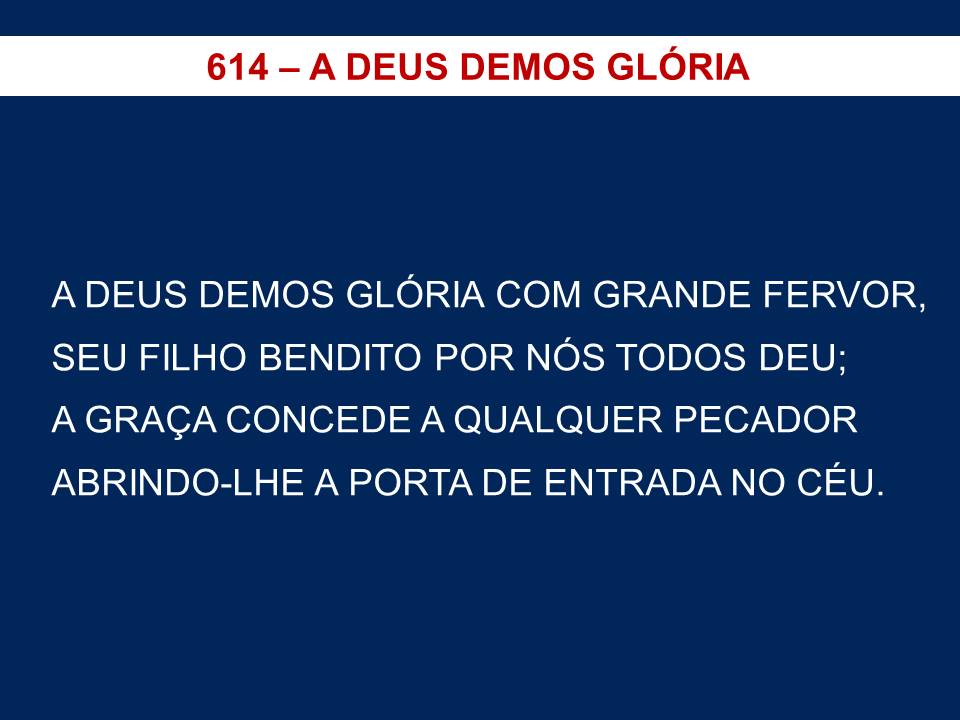 614 – A DEUS DEMOS GLÓRIA
A DEUS DEMOS GLÓRIA COM GRANDE FERVOR,
SEU FILHO BENDITO POR NÓS TODOS DEU;
A GRAÇA CONCEDE A QUALQUER PECADOR
ABRINDO-LHE A PORTA DE ENTRADA NO CÉU.